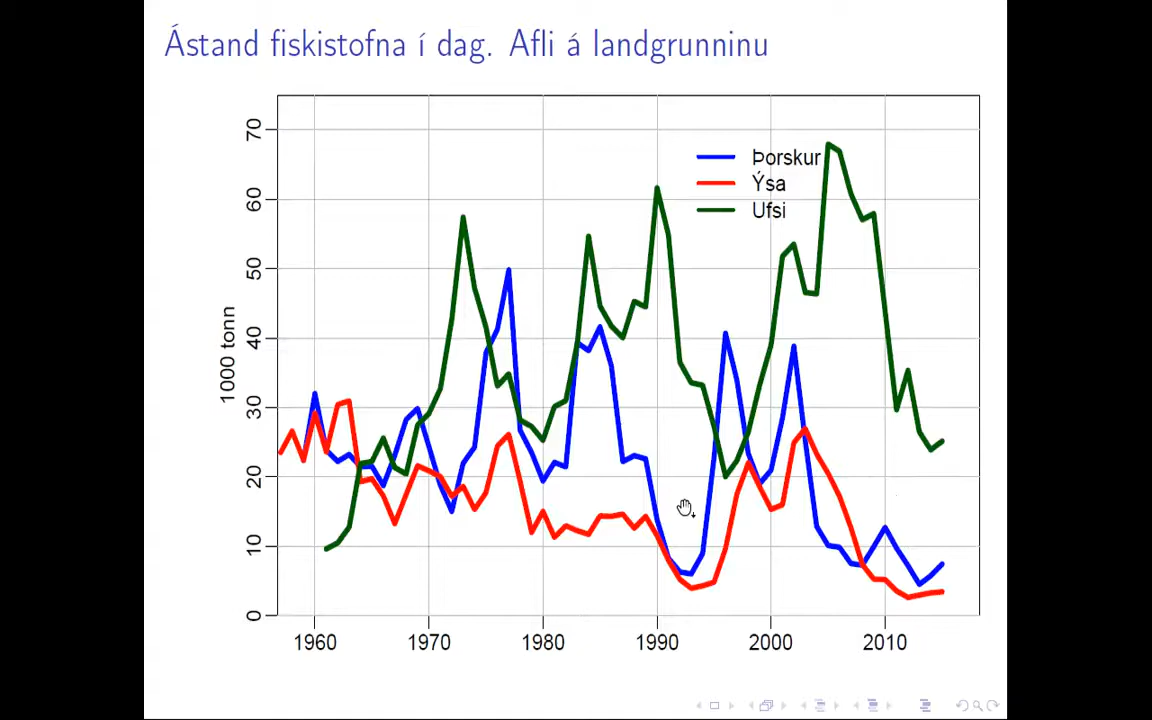 Ástand fiskistofna í dag. Afli á landgrunninu
70
60
50
40
30
20
10
0
1000 tonn
Þorskur
Ýsa
Ufsi
1960 1970 1980 1990 2000 2010